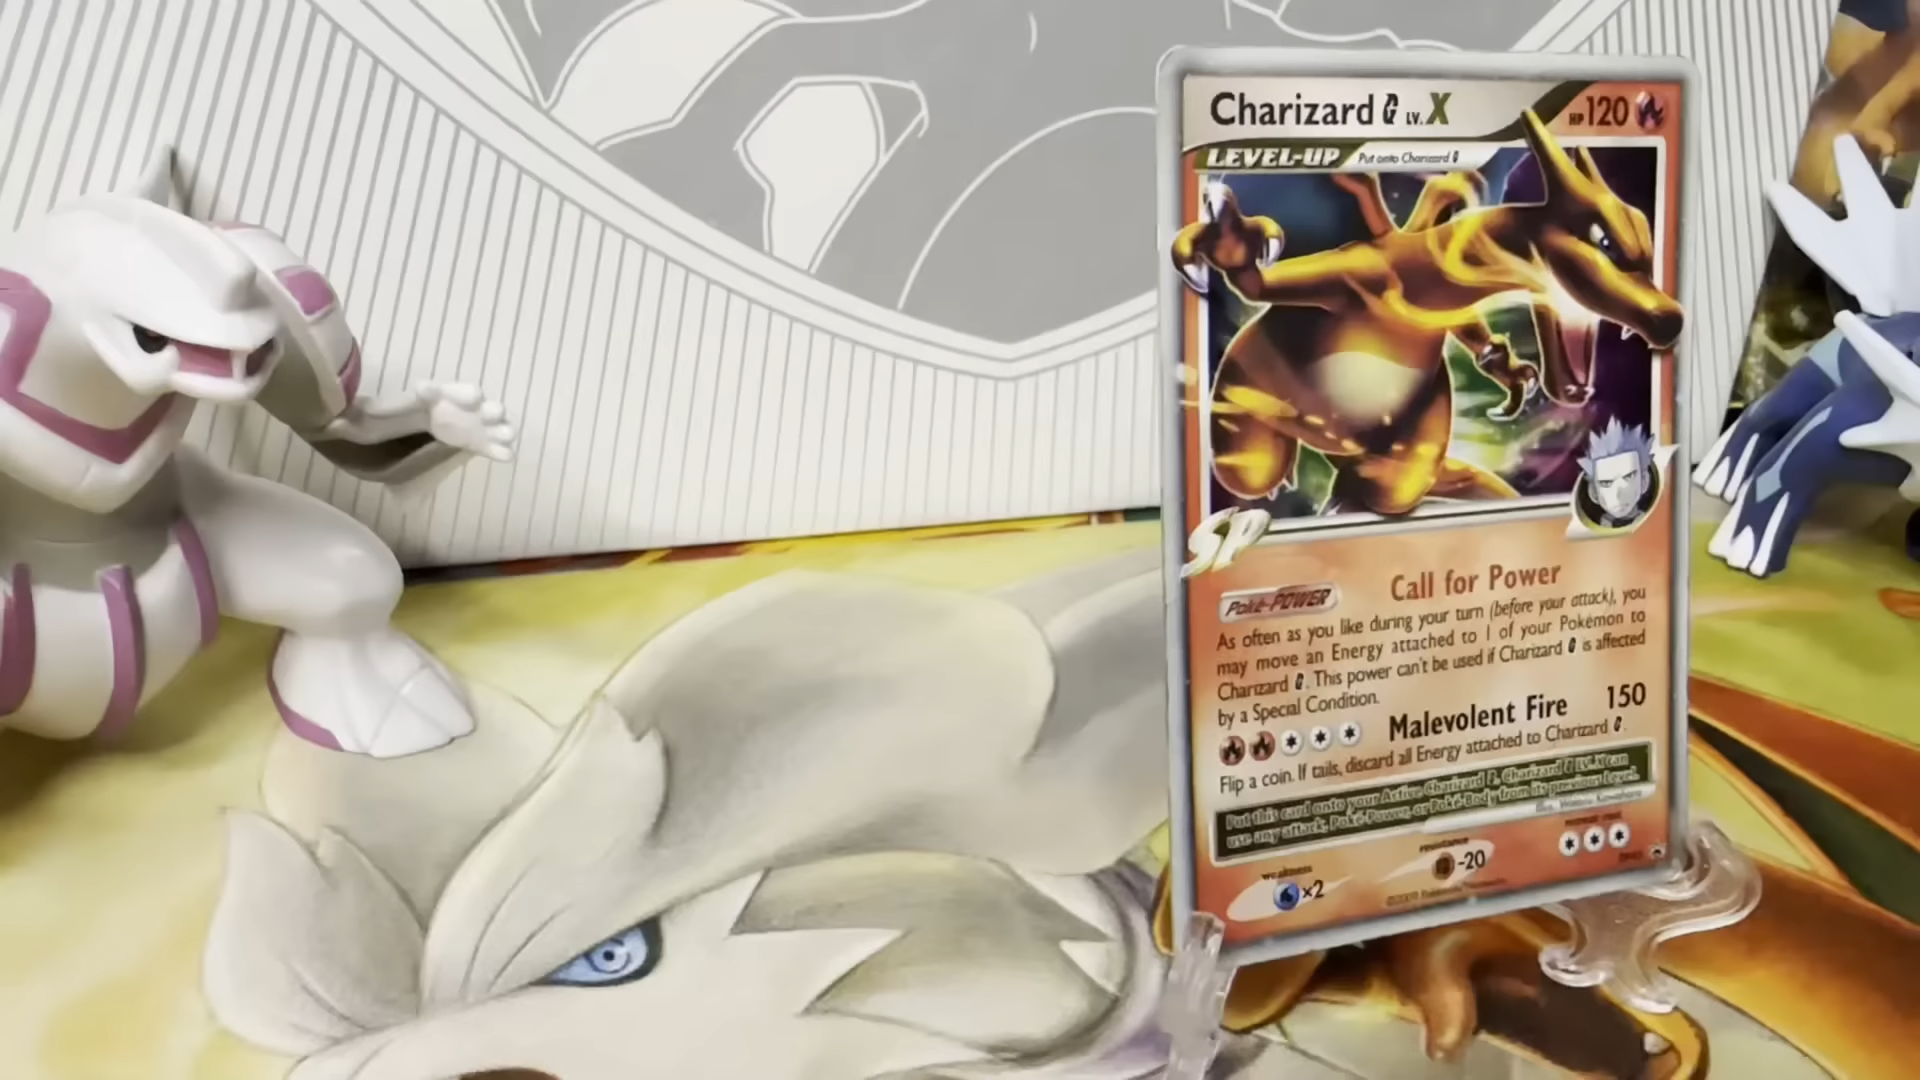 Charizard G LV.X
HP 120
LEVEL-UP Put onto Charizard G
SP
Poké-POWER Call for Power
As often as you like during your turn (before your attack), you
may move an Energy attached to 1 of your Pokémon to
Charizard G. This power can't be used if Charizard G is affected
by a Special Condition.
Malevolent Fire 150
Flip a coin. If tails, discard all Energy attached to Charizard G.
Put this card onto your Active Charizard G. Charizard G LV.X can
use any attack, Poké-Power, or Poké-Body from its previous Level.
weakness
×2
resistance
-20